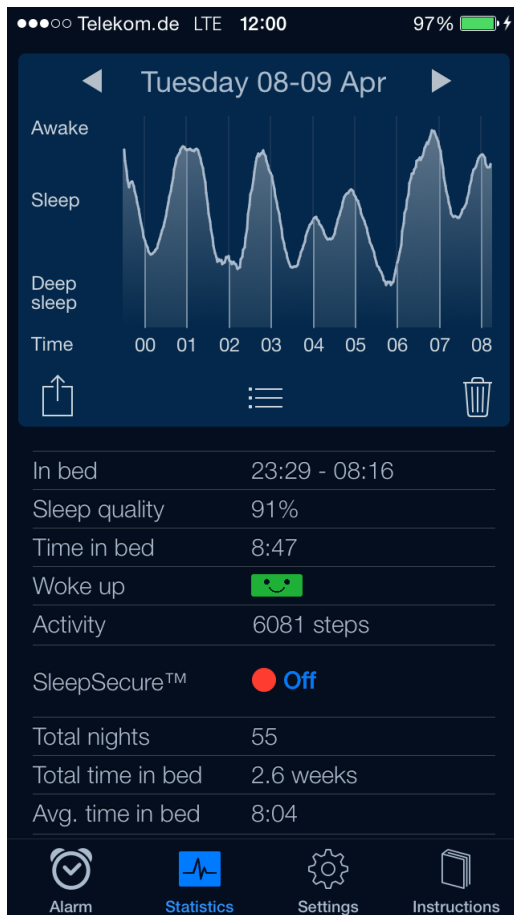 Telekom.de LTE 12:00 97%
Tuesday 08-09 Apr
Awake
Sleep
Deep
sleep
Time 00 01 02 03 04 05 06 07 08
In bed 23:29 - 08:16
Sleep quality 91%
Time in bed 8:47
Woke up
Activity 6081 steps
SleepSecure™ Off
Total nights 55
Total time in bed 2.6 weeks
Avg. time in bed 8:04
Alarm Statistics Settings Instructions